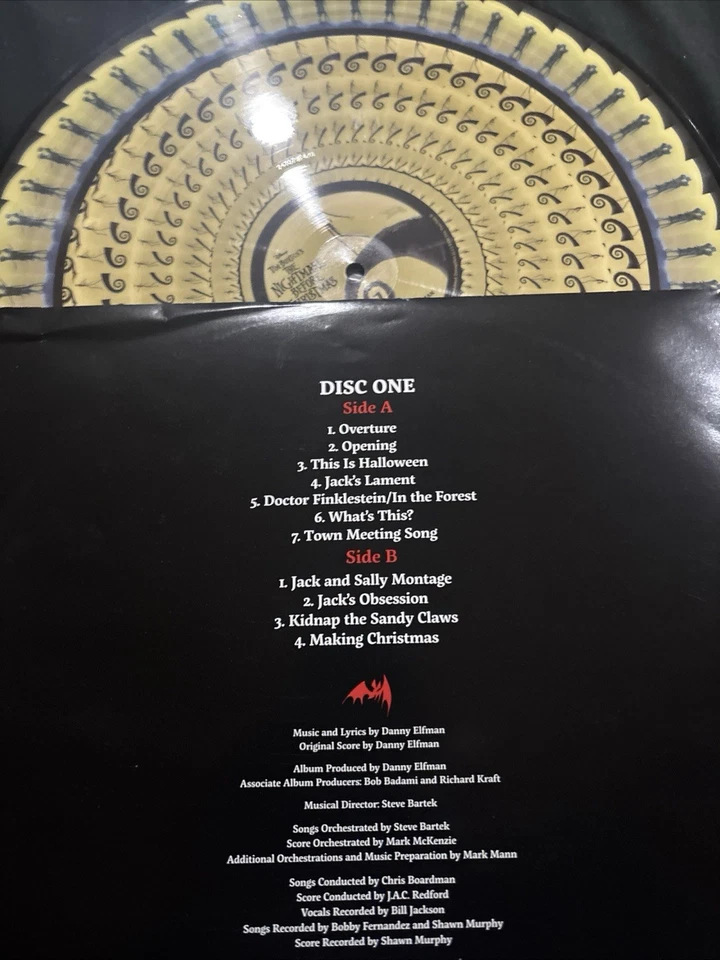 Tim Burton's
THE
NIGHTMARE
BEFORE
CHRISTMAS
DISC ONE
Side A
1. Overture
2. Opening
3. This Is Halloween
4. Jack's Lament
5. Doctor Finklestein/In the Forest
6. What's This?
7. Town Meeting Song
Side B
1. Jack and Sally Montage
2. Jack's Obsession
3. Kidnap the Sandy Claws
4. Making Christmas
Music and Lyrics by Danny Elfman
Original Score by Danny Elfman
Album Produced by Danny Elfman
Associate Album Producers: Bob Badami and Richard Kraft
Musical Director: Steve Bartek
Songs Orchestrated by Steve Bartek
Score Orchestrated by Mark McKenzie
Additional Orchestrations and Music Preparation by Mark Mann
Songs Conducted by Chris Boardman
Score Conducted by J.A.C. Redford
Vocals Recorded by Bill Jackson
Songs Recorded by Bobby Fernandez and Shawn Murphy
Score Recorded by Shawn Murphy